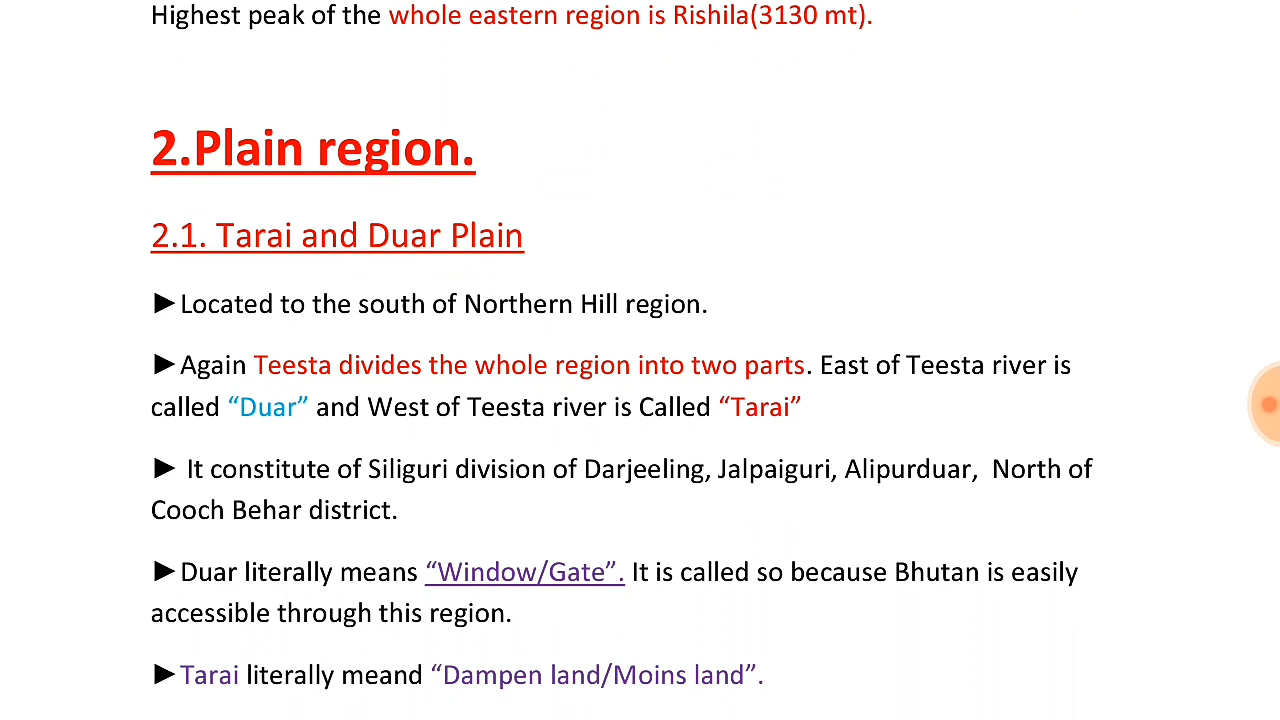 Highest peak of the whole eastern region is Rishila(3130 mt).
2.Plain region.
2.1. Tarai and Duar Plain
►Located to the south of Northern Hill region.
►Again Teesta divides the whole region into two parts. East of Teesta river is
called “Duar” and West of Teesta river is Called “Tarai”
► It constitute of Siliguri division of Darjeeling, Jalpaiguri, Alipurduar,  North of
Cooch Behar district.
►Duar literally means “Window/Gate”. It is called so because Bhutan is easily
accessible through this region.
►Tarai literally meand “Dampen land/Moins land”.